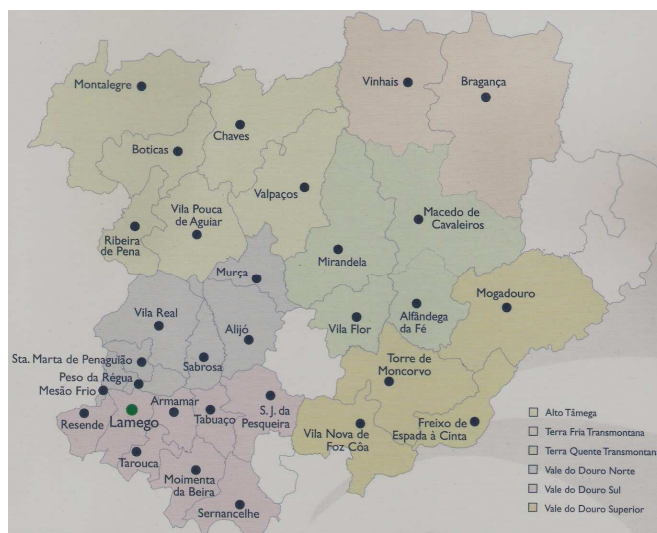 Vinhais
Bragança
Montalegre
Chaves
Boticas
Valpaços
Vila Pouca
de Aguiar
Macedo de
Cavaleiros
Ribeira
de Pena
Mirandela
Murça
Mogadouro
Vila Real
Alijó
Vila Flor
Alfândega
da Fé
Sta. Marta de Penaguião
Sabrosa
Torre de
Moncorvo
Peso da Régua
Mesão Frio
Armamar
S. J. da
Pesqueira
Resende
Lamego
Tabuaço
Vila Nova de
Foz Côa
Freixo de
Espada à Cinta
Tarouca
Moimenta
da Beira
Sernancelhe
Alto Tâmega
Terra Fria Transmontana
Terra Quente Transmontana
Vale do Douro Norte
Vale do Douro Sul
Vale do Douro Superior